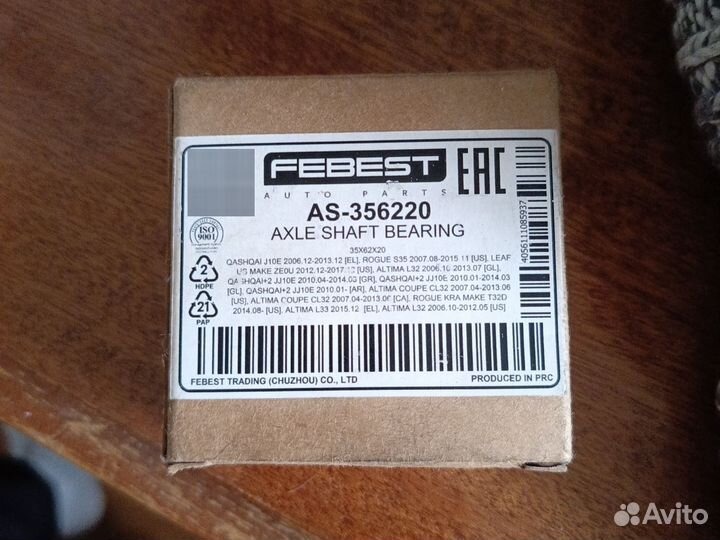 FEBEST
AUTO PARTS
EAC
AS-356220
AXLE SHAFT BEARING
35X62X20
ISO
9001
QASHQAI J10E 2006.12-2013.12 [EL], ROGUE S35 2007.08-2015.11 [US], LEAF
US MAKE ZE0U 2012.12-2017.12 [US], ALTIMA L32 2006.10-2013.07 [GL],
QASHQAI+2 JJ10E 2010.04-2014.03 [GR], QASHQAI+2 JJ10E 2010.01-2014.03
[GL], QASHQAI+2 JJ10E 2010.01- [AR], ALTIMA COUPE CL32 2007.04-2013.06
[US], ALTIMA COUPE CL32 2007.04-2013.06 [CA], ROGUE KRA MAKE T32D
2014.08- [US], ALTIMA L33 2015.12 [EL], ALTIMA L32 2006.10-2012.05 [US]
2
HDPE
21
PAP
4056111085937
FEBEST TRADING (CHUZHOU) CO., LTD
PRODUCED IN PRC
Avito